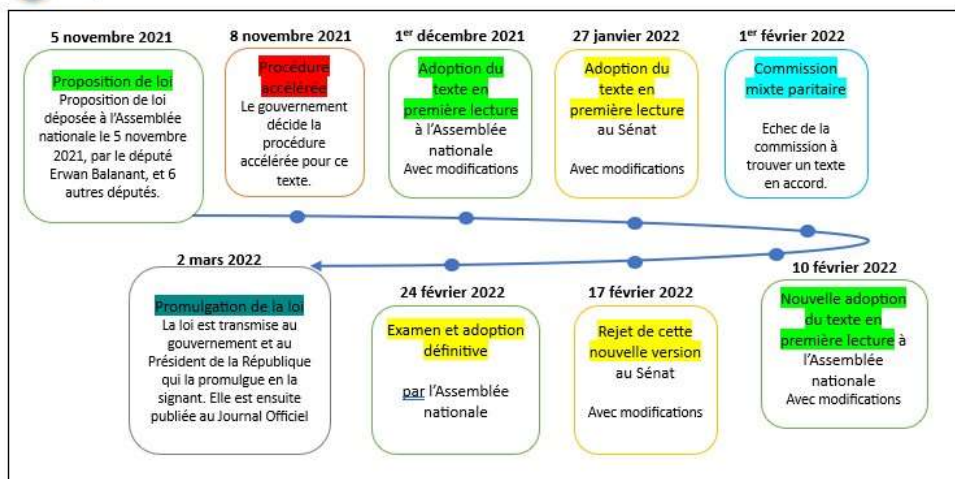 5 novembre 2021
Proposition de loi
Proposition de loi
déposée à l'Assemblée
nationale le 5 novembre
2021, par le député
Erwan Balanant, et 6
autres députés.
8 novembre 2021
Procédure
accélérée
Le gouvernement
décide la
procédure
accélérée pour ce
texte.
1er décembre 2021
Adoption du
texte en
première lecture
à l'Assemblée
nationale
Avec modifications
27 janvier 2022
Adoption du
texte en
première lecture
au Sénat
Avec modifications
1er février 2022
Commission
mixte paritaire
Echec de la
commission à
trouver un texte
en accord.
10 février 2022
Nouvelle adoption
du texte en
première lecture à
l'Assemblée
nationale
Avec modifications
17 février 2022
Rejet de cette
nouvelle version
au Sénat
Avec modifications
24 février 2022
Examen et adoption
définitive
par l'Assemblée
nationale
2 mars 2022
Promulgation de la loi
La loi est transmise au
gouvernement et au
Président de la République
qui la promulgue en la
signant. Elle est ensuite
publiée au Journal Officiel